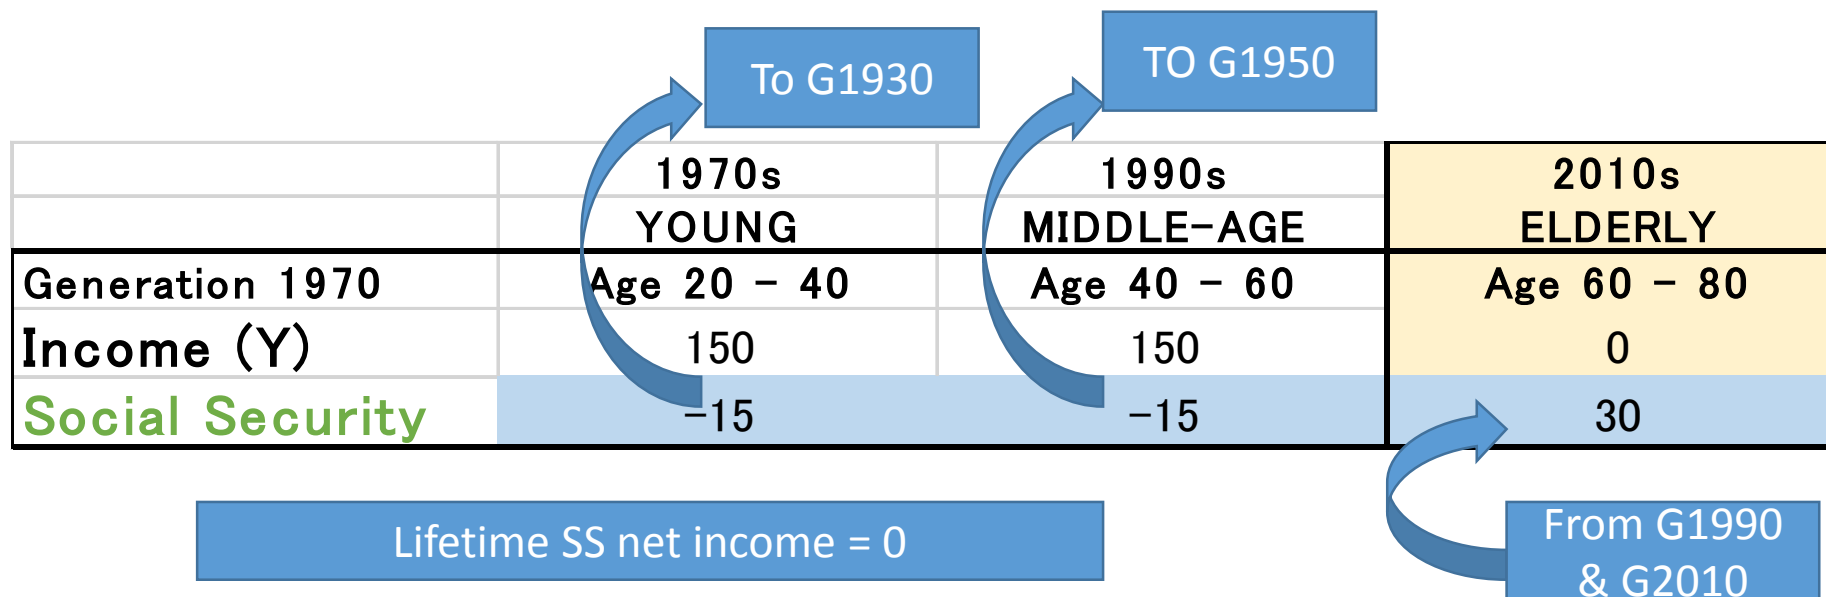 To G1930
TO G1950
1970s 1990s 2010s
YOUNG MIDDLE-AGE ELDERLY
Generation 1970 Age 20 - 40 Age 40 - 60 Age 60 - 80
Income (Y) 150 150 0
Social Security -15 -15 30
Lifetime SS net income = 0
From G1990
& G2010